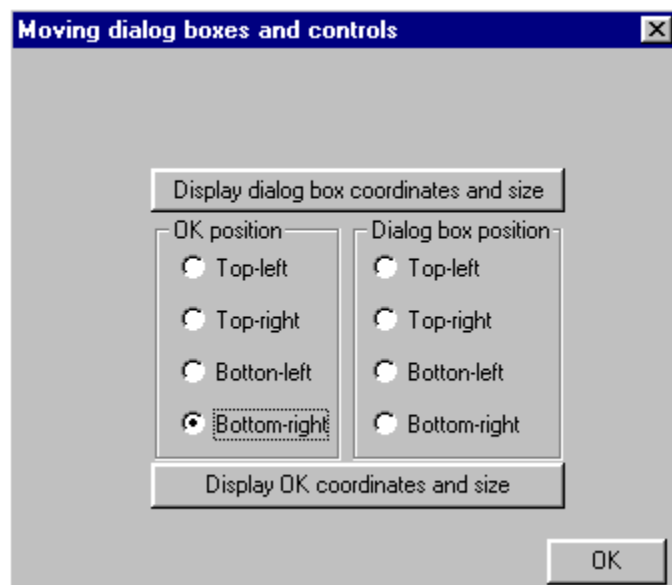 Moving dialog boxes and controls
Display dialog box coordinates and size
OK position
Top-left
Top-right
Botton-left
Bottom-right
Dialog box position
Top-left
Top-right
Bottom-left
Bottom-right
Display OK coordinates and size
OK